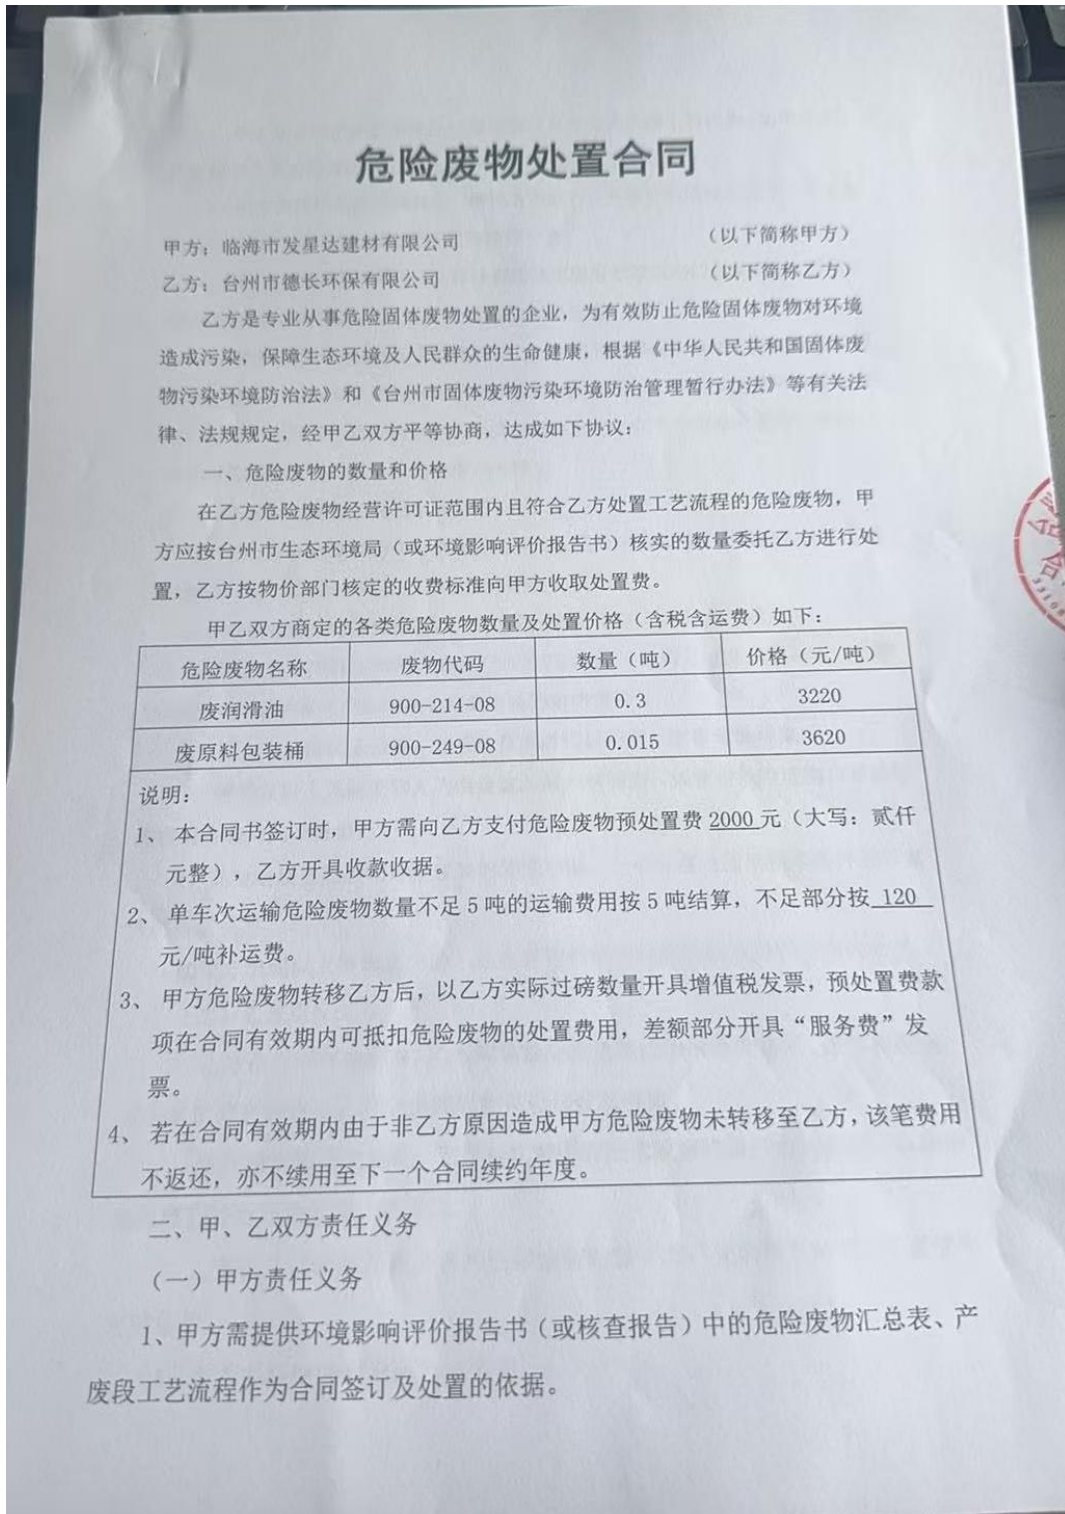 危险废物处置合同
甲方：临海市发星达建材有限公司 （以下简称甲方）
乙方：台州市德长环保有限公司 （以下简称乙方）
乙方是专业从事危险固体废物处置的企业，为有效防止危险固体废物对环境
造成污染，保障生态环境及人民群众的生命健康，根据《中华人民共和国固体废
物污染环境防治法》和《台州市固体废物污染环境防治管理暂行办法》等有关法
律、法规规定，经甲乙双方平等协商，达成如下协议：
一、危险废物的数量和价格
在乙方危险废物经营许可证范围内且符合乙方处置工艺流程的危险废物，甲
方应按台州市生态环境局（或环境影响评价报告书）核实的数量委托乙方进行处
置，乙方按物价部门核定的收费标准向甲方收取处置费。
甲乙双方商定的各类危险废物数量及处置价格（含税含运费）如下：
危险废物名称 废物代码 数量（吨） 价格（元/吨）
废润滑油 900-214-08 0.3 3220
废原料包装桶 900-249-08 0.015 3620
说明：
1、 本合同书签订时，甲方需向乙方支付危险废物预处置费 2000 元（大写：贰仟
元整），乙方开具收款收据。
2、 单车次运输危险废物数量不足 5 吨的运输费用按 5 吨结算，不足部分按 120
元/吨补运费。
3、 甲方危险废物转移乙方后，以乙方实际过磅数量开具增值税发票，预处置费款
项在合同有效期内可抵扣危险废物的处置费用，差额部分开具“服务费”发
票。
4、 若在合同有效期内由于非乙方原因造成甲方危险废物未转移至乙方，该笔费用
不返还，亦不续用至下一个合同续约年度。
二、甲、乙双方责任义务
（一）甲方责任义务
1、甲方需提供环境影响评价报告书（或核查报告）中的危险废物汇总表、产
废段工艺流程作为合同签订及处置的依据。